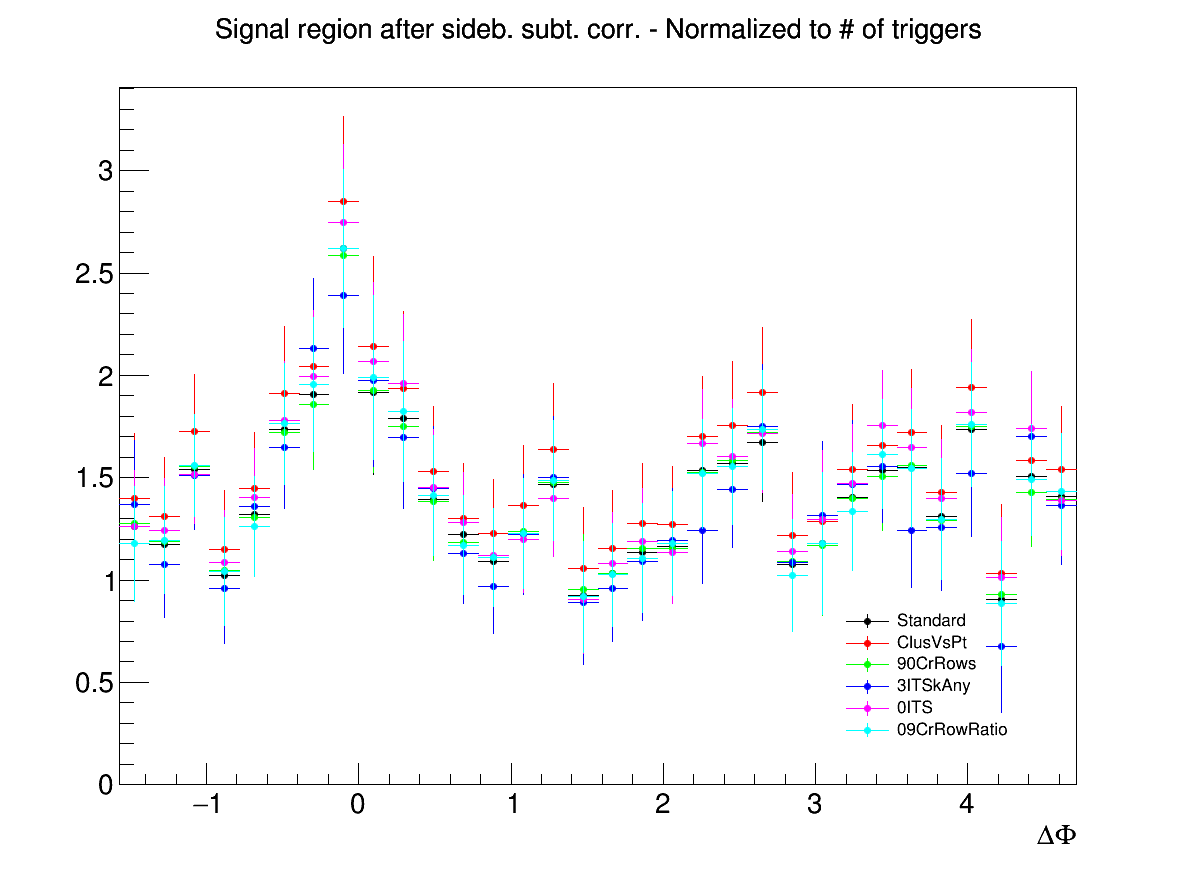 Signal region after sideb. subt. corr. - Normalized to # of triggers
3
2.5
2
1.5
1
0.5
0
−1 0 1 2 3 4
ΔΦ
Standard
ClusVsPt
90CrRows
3ITSkAny
0ITS
09CrRowRatio